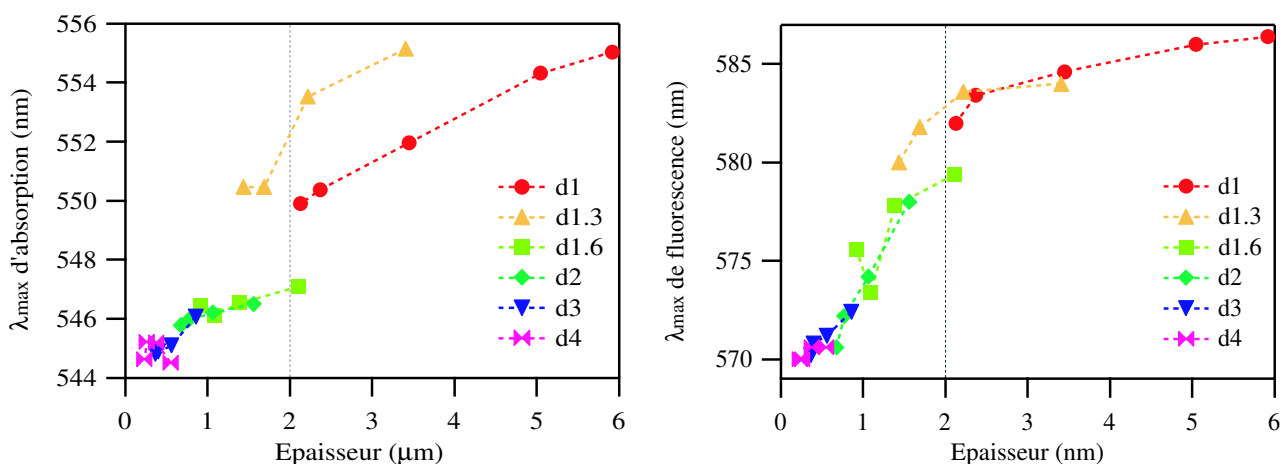 556
554
552
550
548
546
544
λmax d'absorption (nm)
d1
d1.3
d1.6
d2
d3
d4
0 1 2 3 4 5 6
Epaisseur (μm)
585
580
575
570
λmax de fluorescence (nm)
d1
d1.3
d1.6
d2
d3
d4
0 1 2 3 4 5 6
Epaisseur (nm)